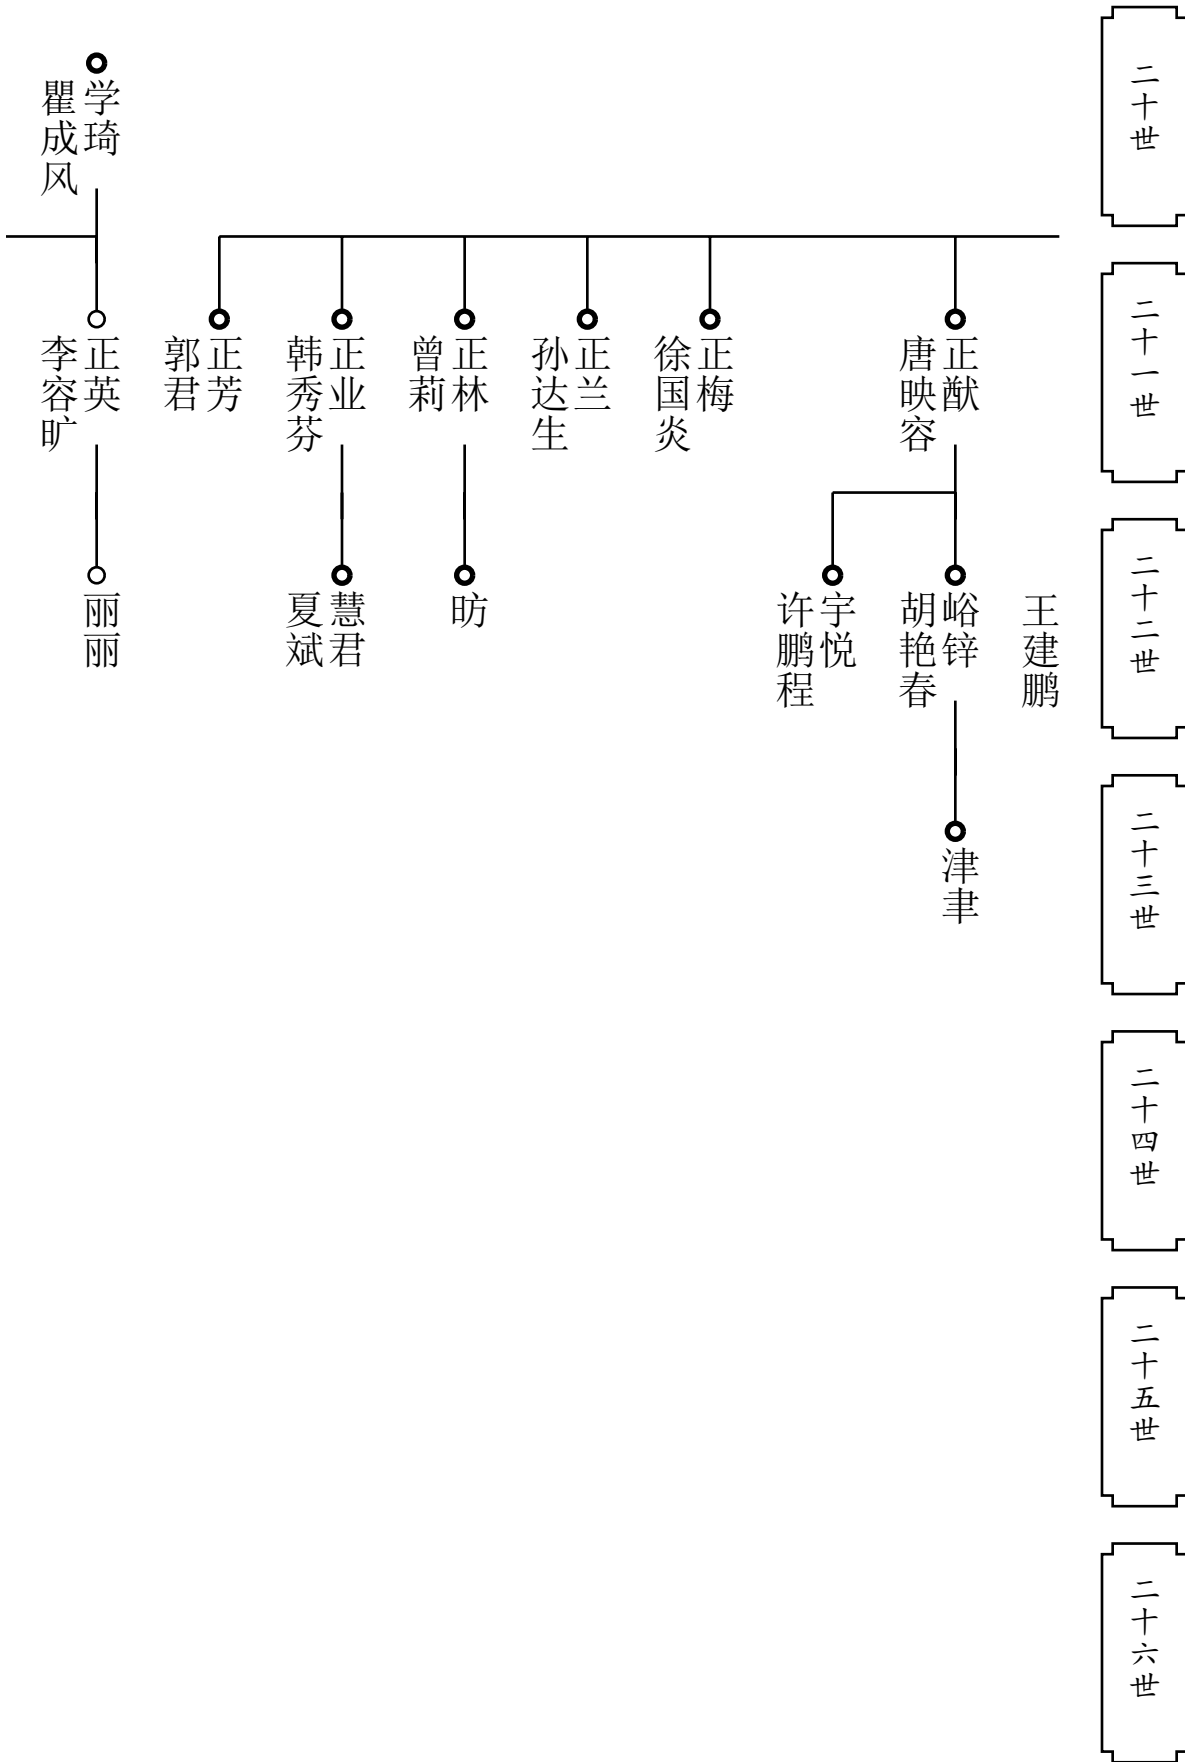 二十世
二十一世
二十二世
二十三世
二十四世
二十五世
二十六世
学琦
瞿成风
正猷
唐映容
正梅
徐国炎
正兰
孙达生
正林
曾莉
正业
韩秀芬
正芳
郭君
正英
李容旷
王建鹏
峪锌
胡艳春
宇悦
许鹏程
昉
慧君
夏斌
丽丽
津聿